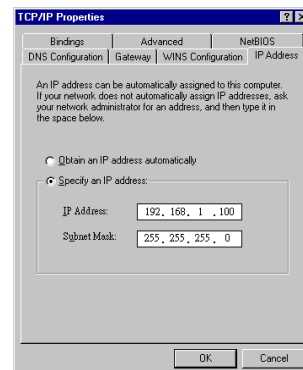 TCP/IP Properties
Bindings Advanced NetBIOS
DNS Configuration Gateway WINS Configuration IP Address
An IP address can be automatically assigned to this computer.
If your network does not automatically assign IP addresses, ask
your network administrator for an address, and then type it in
the space below.
Obtain an IP address automatically
Specify an IP address:
IP Address: 192. 168. 1 .100
Subnet Mask: 255. 255. 255. 0
OK Cancel